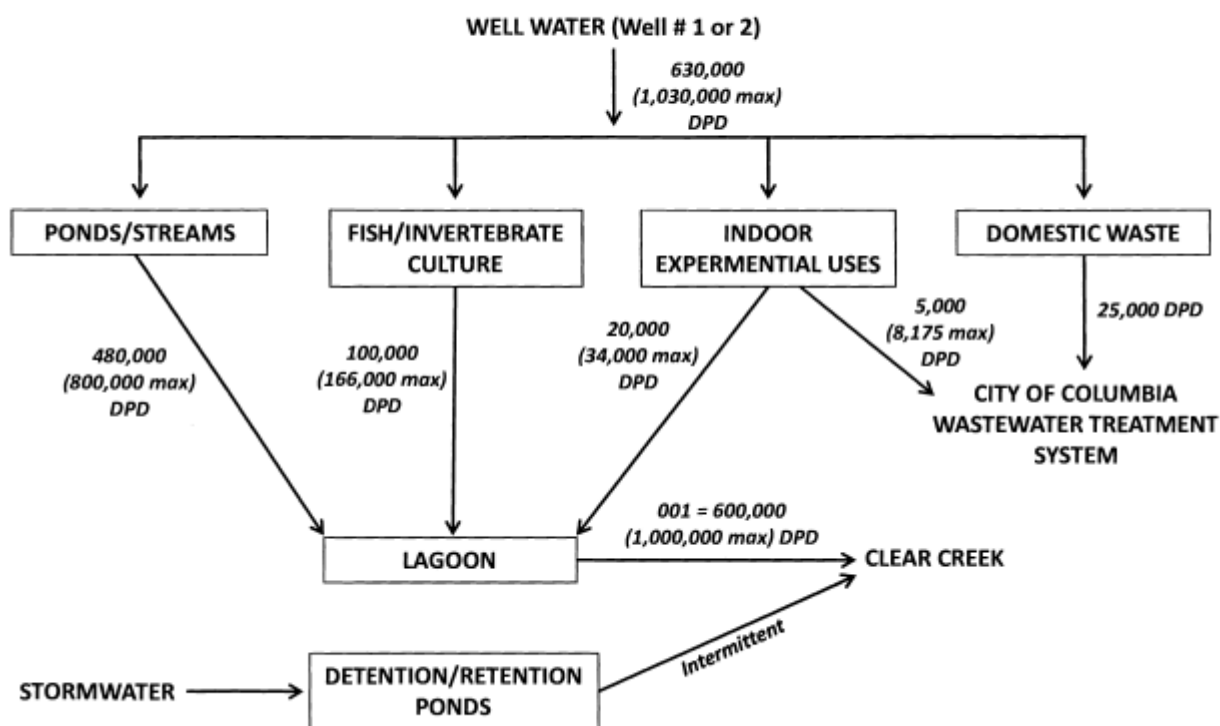 WELL WATER (Well # 1 or 2)
630,000
(1,030,000 max)
DPD
PONDS/STREAMS
FISH/INVERTEBRATE
CULTURE
INDOOR
EXPERMENTIAL USES
DOMESTIC WASTE
480,000
(800,000 max)
DPD
100,000
(166,000 max)
DPD
20,000
(34,000 max)
DPD
5,000
(8,175 max)
DPD
25,000 DPD
CITY OF COLUMBIA
WASTEWATER TREATMENT
SYSTEM
LAGOON
001 = 600,000
(1,000,000 max) DPD
CLEAR CREEK
Intermittent
STORMWATER
DETENTION/RETENTION
PONDS